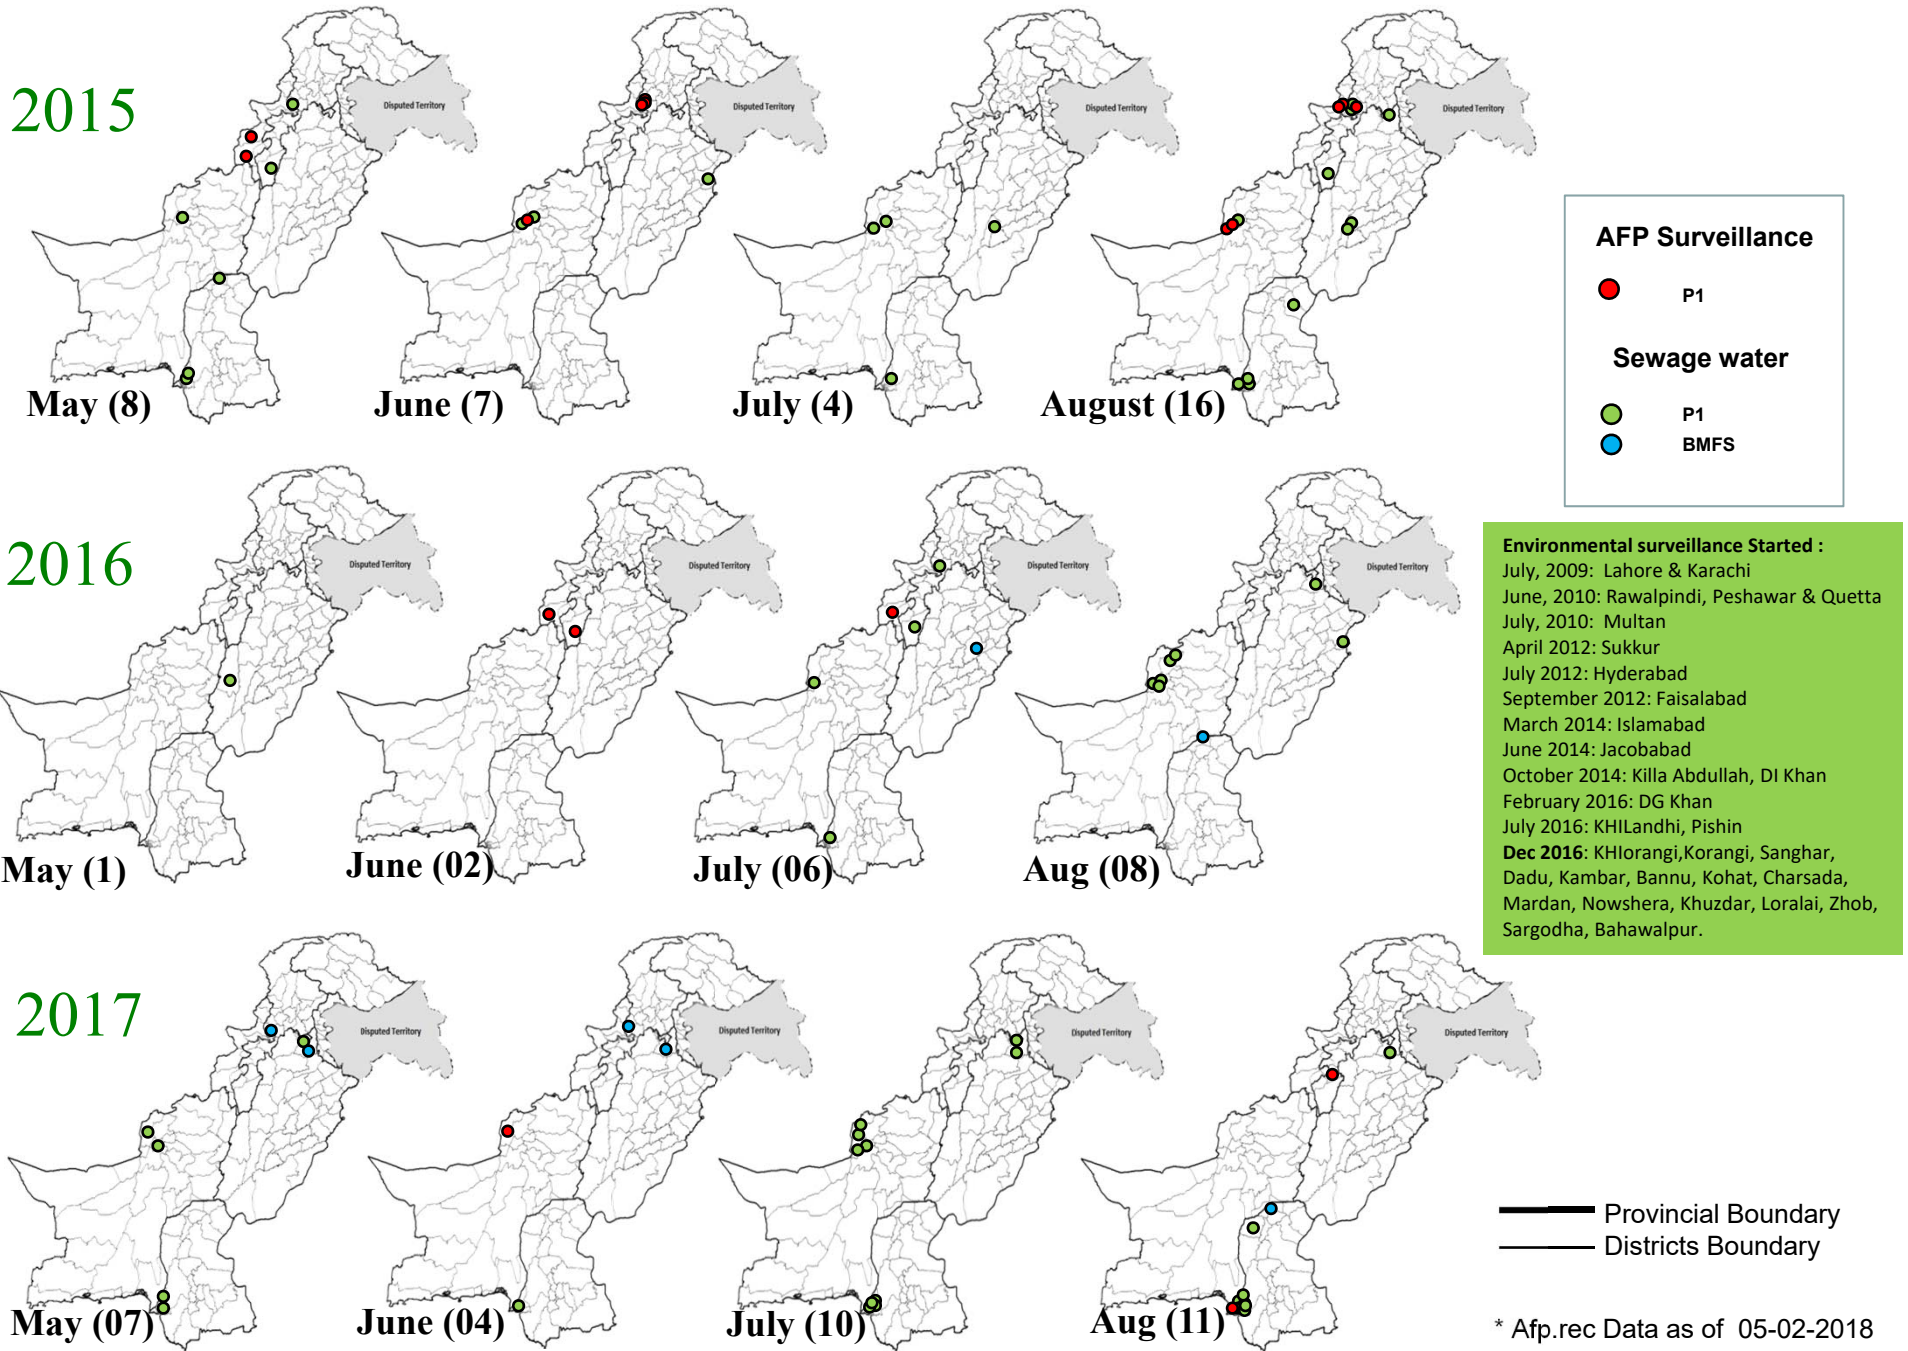 2015
Disputed Territory
Disputed Territory
Disputed Territory
Disputed Territory
May (8)
June (7)
July (4)
August (16)
AFP Surveillance
P1
Sewage water
P1
BMFS
2016
Disputed Territory
Disputed Territory
Disputed Territory
Disputed Territory
May (1)
June (02)
July (06)
Aug (08)
Environmental surveillance Started :
July, 2009: Lahore & Karachi
June, 2010: Rawalpindi, Peshawar & Quetta
July, 2010: Multan
April 2012: Sukkur
July 2012: Hyderabad
September 2012: Faisalabad
March 2014: Islamabad
June 2014: Jacobabad
October 2014: Killa Abdullah, DI Khan
February 2016: DG Khan
July 2016: KHILandhi, Pishin
Dec 2016: KHIorangi,Korangi, Sanghar,
Dadu, Kambar, Bannu, Kohat, Charsada,
Mardan, Nowshera, Khuzdar, Loralai, Zhob,
Sargodha, Bahawalpur.
2017
Disputed Territory
Disputed Territory
Disputed Territory
Disputed Territory
May (07)
June (04)
July (10)
Aug (11)
Provincial Boundary
Districts Boundary
* Afp.rec Data as of 05-02-2018